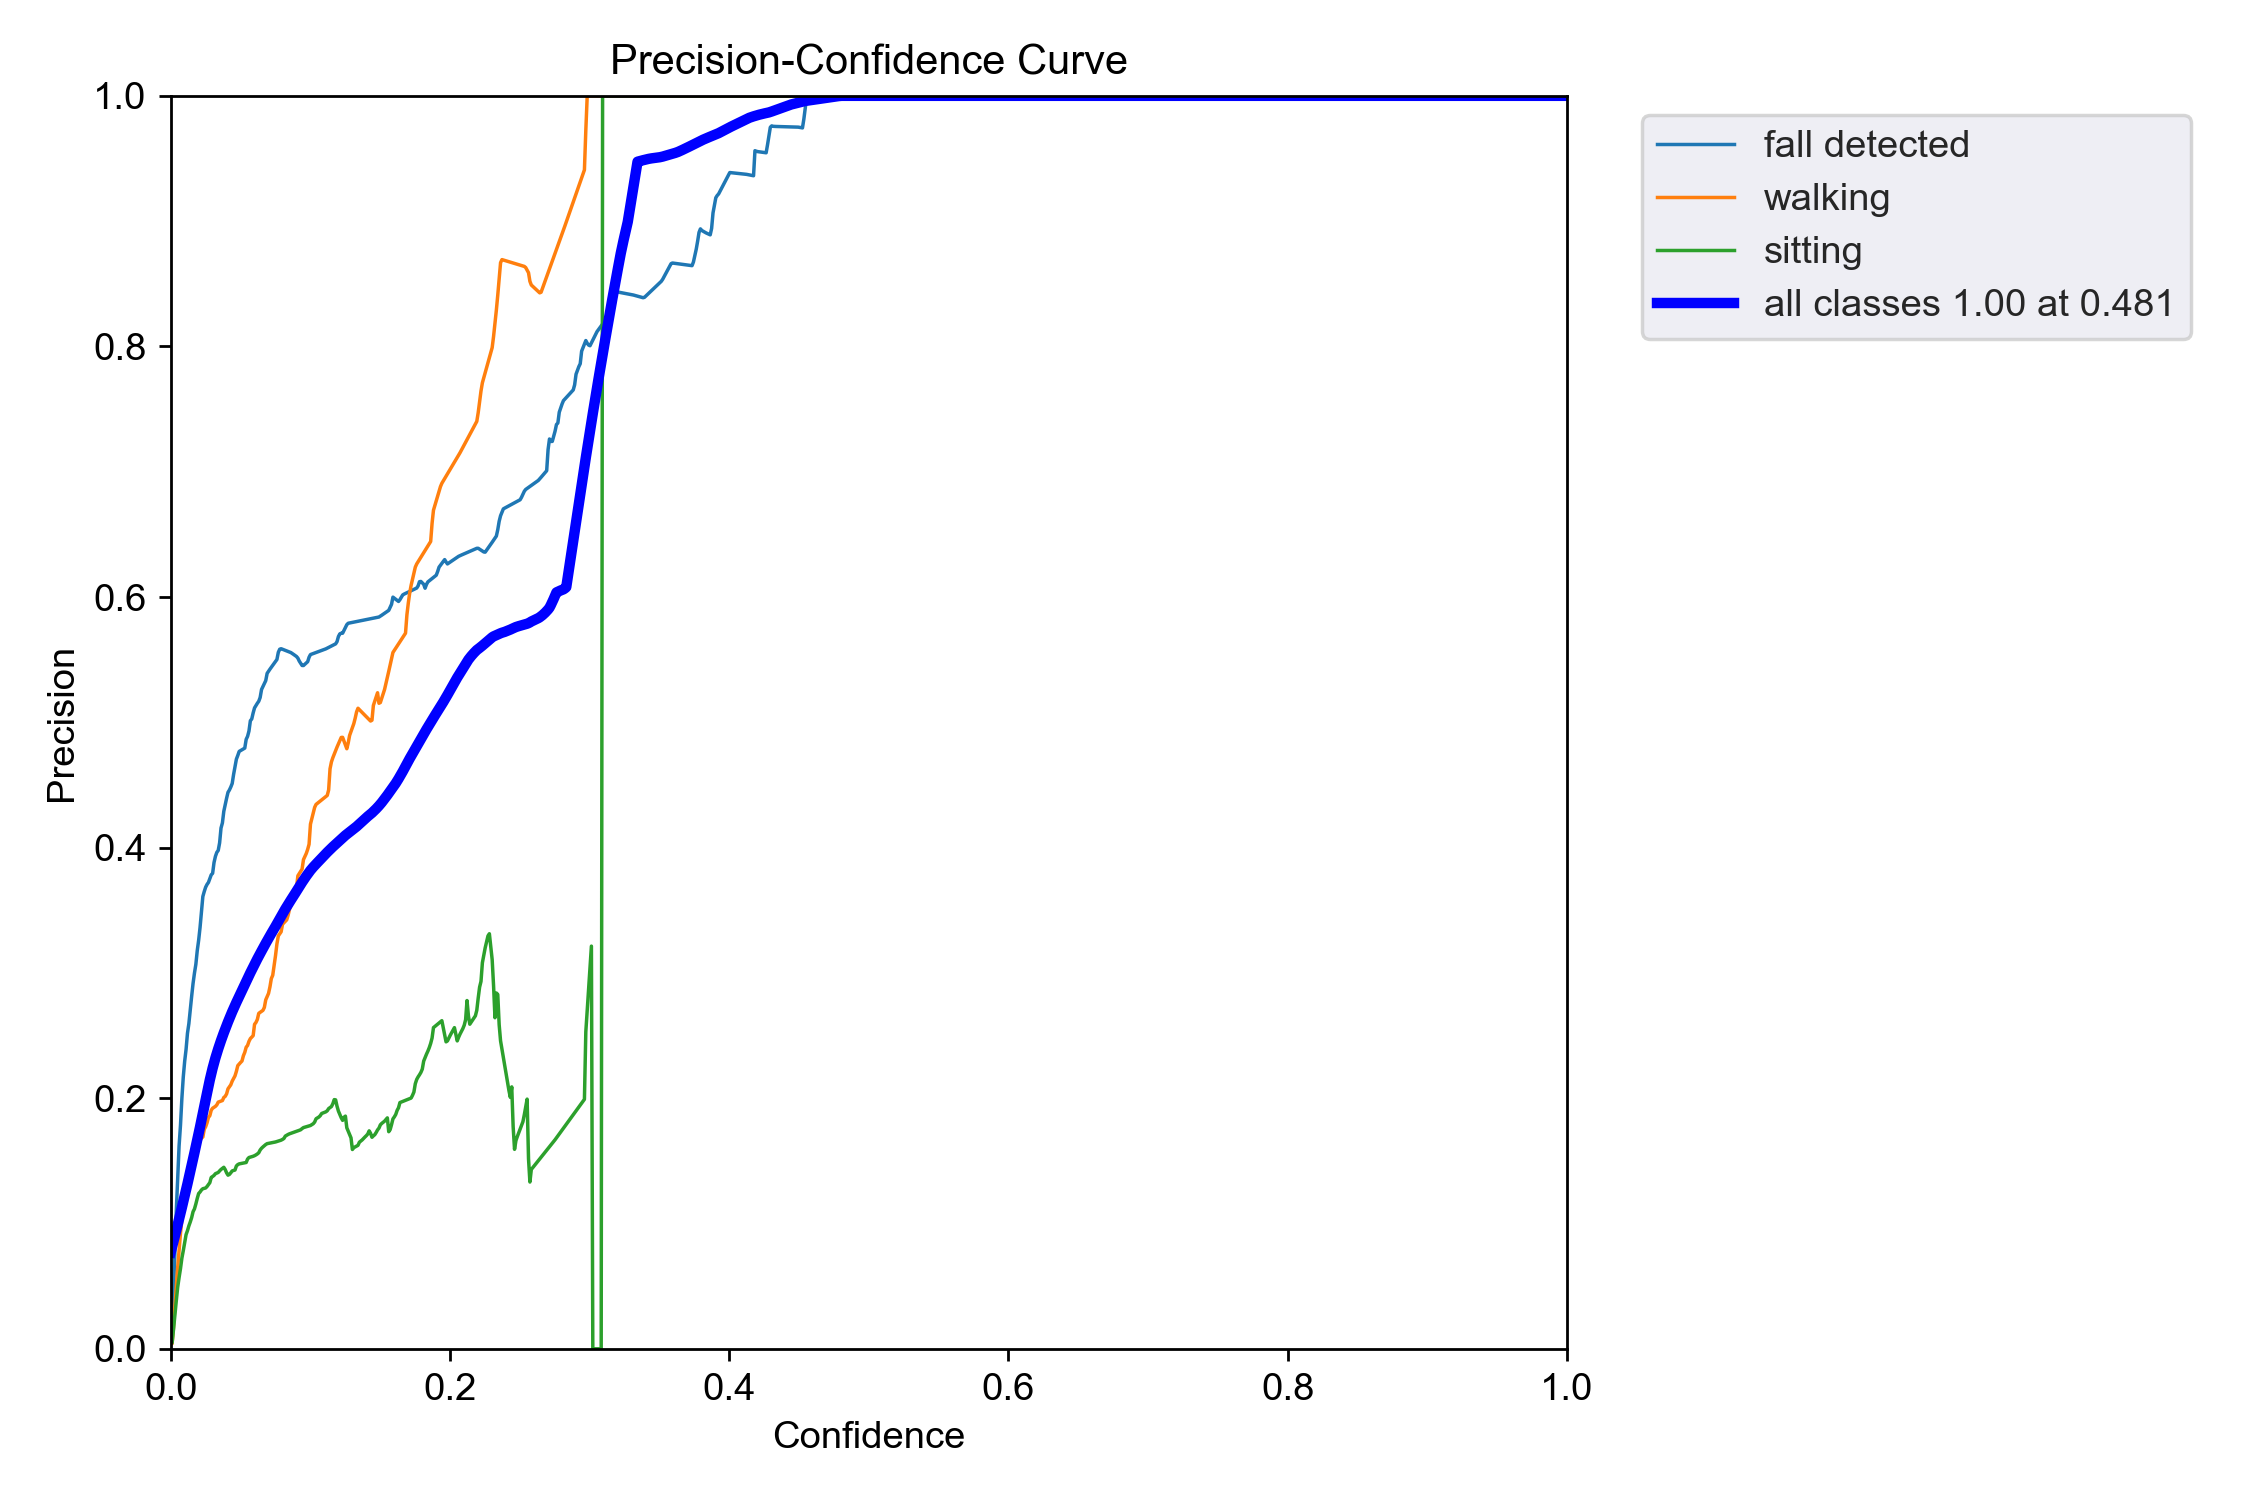 Precision-Confidence Curve
1.0
0.8
0.6
0.4
0.2
0.0
Precision
0.0 0.2 0.4 0.6 0.8 1.0
Confidence
fall detected
walking
sitting
all classes 1.00 at 0.481